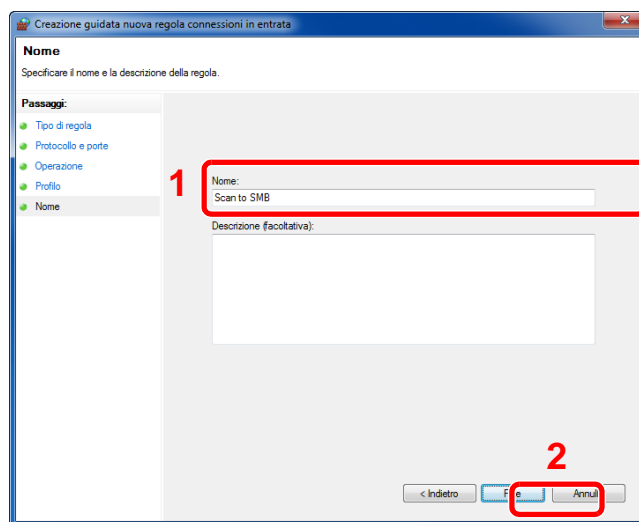 Creazione guidata nuova regola connessioni in entrata
Nome
Specificare il nome e la descrizione della regola.
Passaggi:
Tipo di regola
Protocollo e porte
Operazione
Profilo
Nome
1
Nome:
Scan to SMB
Descrizione (facoltativa):
2
< Indietro